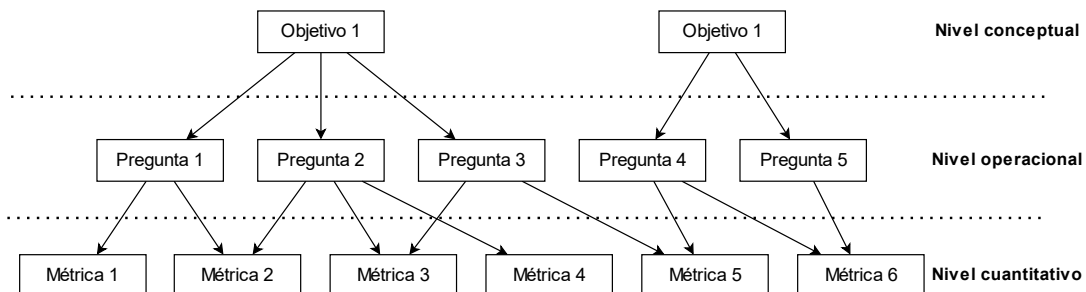 Objetivo 1 Objetivo 1 Nivel conceptual
Pregunta 1 Pregunta 2 Pregunta 3 Pregunta 4 Pregunta 5 Nivel operacional
Métrica 1 Métrica 2 Métrica 3 Métrica 4 Métrica 5 Métrica 6 Nivel cuantitativo